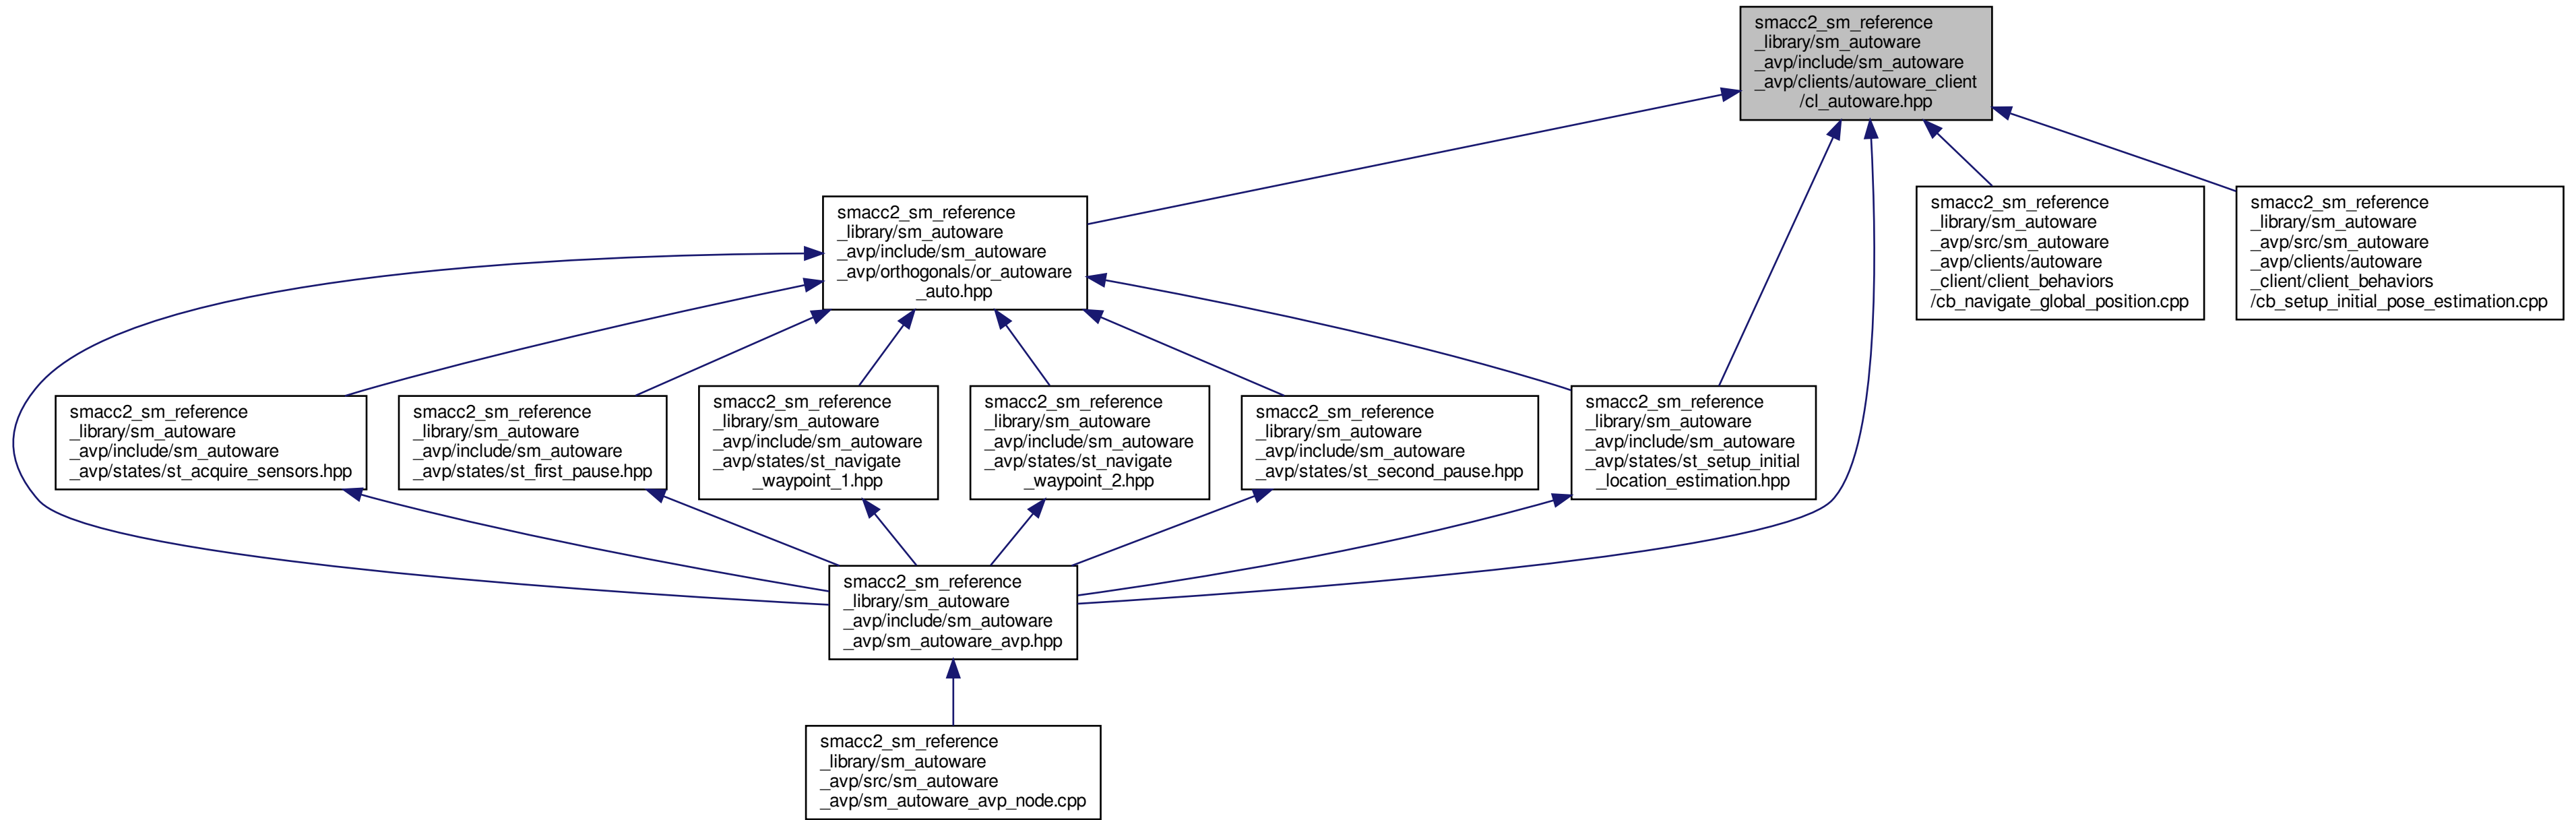 smacc2_sm_reference
_library/sm_autoware
_avp/include/sm_autoware
_avp/clients/autoware_client
/cl_autoware.hpp
smacc2_sm_reference
_library/sm_autoware
_avp/include/sm_autoware
_avp/orthogonals/or_autoware
_auto.hpp
smacc2_sm_reference
_library/sm_autoware
_avp/src/sm_autoware
_avp/clients/autoware
_client/client_behaviors
/cb_navigate_global_position.cpp
smacc2_sm_reference
_library/sm_autoware
_avp/src/sm_autoware
_avp/clients/autoware
_client/client_behaviors
/cb_setup_initial_pose_estimation.cpp
smacc2_sm_reference
_library/sm_autoware
_avp/include/sm_autoware
_avp/states/st_acquire_sensors.hpp
smacc2_sm_reference
_library/sm_autoware
_avp/include/sm_autoware
_avp/states/st_first_pause.hpp
smacc2_sm_reference
_library/sm_autoware
_avp/include/sm_autoware
_avp/states/st_navigate
_waypoint_1.hpp
smacc2_sm_reference
_library/sm_autoware
_avp/include/sm_autoware
_avp/states/st_navigate
_waypoint_2.hpp
smacc2_sm_reference
_library/sm_autoware
_avp/include/sm_autoware
_avp/states/st_second_pause.hpp
smacc2_sm_reference
_library/sm_autoware
_avp/include/sm_autoware
_avp/states/st_setup_initial
_location_estimation.hpp
smacc2_sm_reference
_library/sm_autoware
_avp/include/sm_autoware
_avp/sm_autoware_avp.hpp
smacc2_sm_reference
_library/sm_autoware
_avp/src/sm_autoware
_avp/sm_autoware_avp_node.cpp